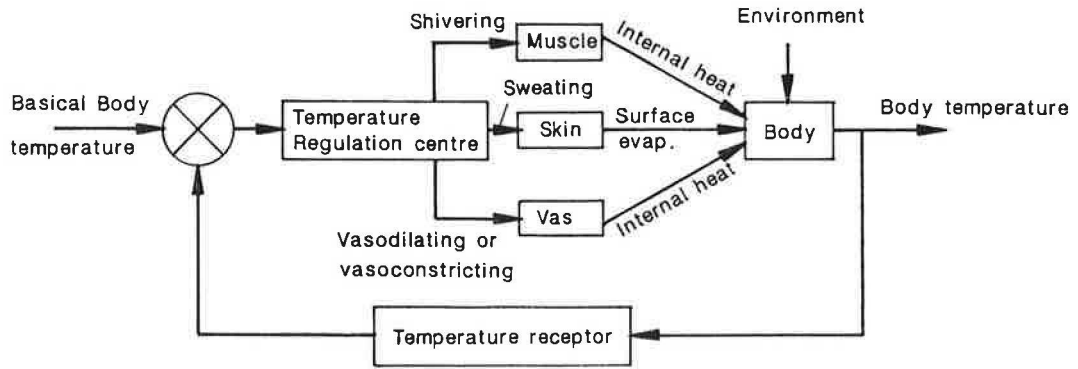 Shivering
Muscle
Internal heat
Environment
Basical Body
temperature
Temperature
Regulation centre
Sweating
Skin
Surface
evap.
Body
Body temperature
Vas
Internal heat
Vasodilating or
vasoconstricting
Temperature receptor